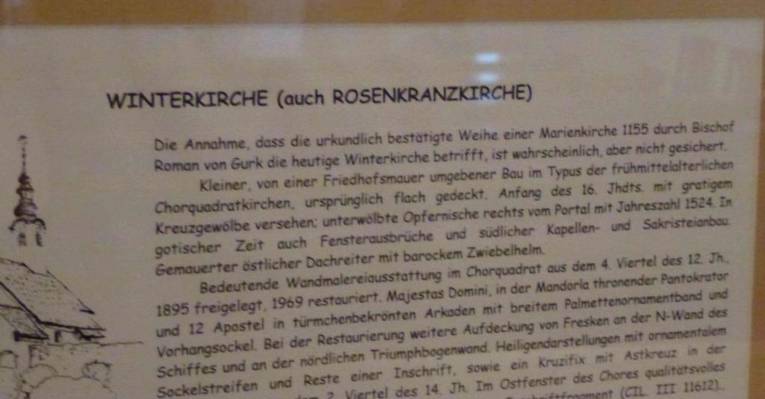 WINTERKIRCHE (auch ROSENKRANZKIRCHE)
Die Annahme, dass die urkundlich bestätigte Weihe einer Marienkirche 1155 durch Bischof
Roman von Gurk die heutige Winterkirche betrifft, ist wahrscheinlich, aber nicht gesichert.
Kleiner, von einer Friedhofsmauer umgebener Bau im Typus der frühmittelalterlichen
Chorquadratkirchen, ursprünglich flach gedeckt. Anfang des 16. Jhdts. mit gratigem
Kreuzgewölbe versehen; unterwölbte Opfernische rechts vom Portal mit Jahreszahl 1524. In
gotischer Zeit auch Fensterausbrüche und südlicher Kapellen- und Sakristeianbau.
Gemauerter östlicher Dachreiter mit barockem Zwiebelhelm.
Bedeutende Wandmalereiausstattung im Chorquadrat aus dem 4. Viertel des 12. Jh.,
1895 freigelegt, 1969 restauriert. Majestas Domini, in der Mandorla thronender Pantokrator
und 12 Apostel in türmchenbekrönten Arkaden mit breitem Palmettenornamentband und
Vorhangsockel. Bei der Restaurierung weitere Aufdeckung von Fresken an der N-Wand des
Schiffes und an der nördlichen Triumphbogenwand. Heiligendarstellungen mit ornamentalem
Sockelstreifen und Reste einer Inschrift, sowie ein Kruzifix mit Astkreuz in der
dem 2. Viertel des 14. Jh. Im Ostfenster des Chores qualitätsvolles
(CIL. III 11612).